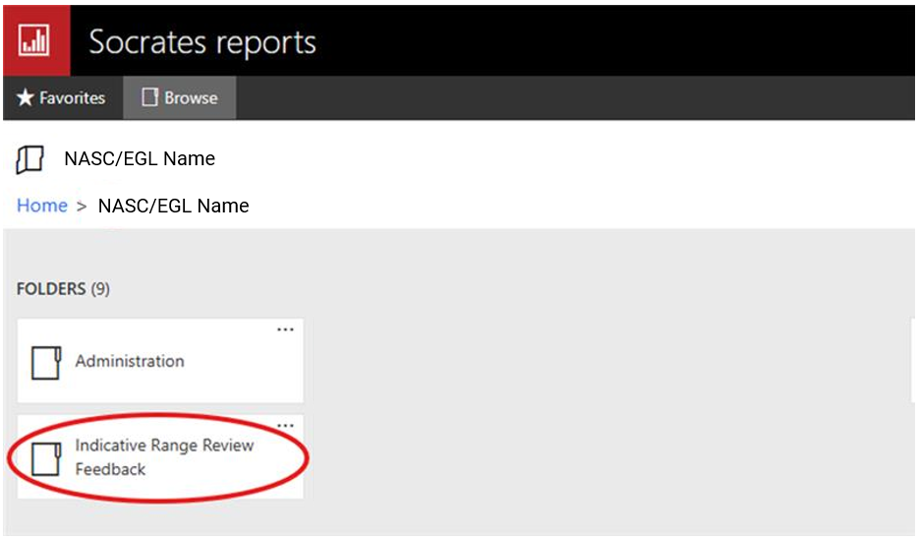 Socrates reports
Favorites
Browse
NASC/EGL Name
Home > NASC/EGL Name
FOLDERS (9)
...
Administration
...
Indicative Range Review
Feedback